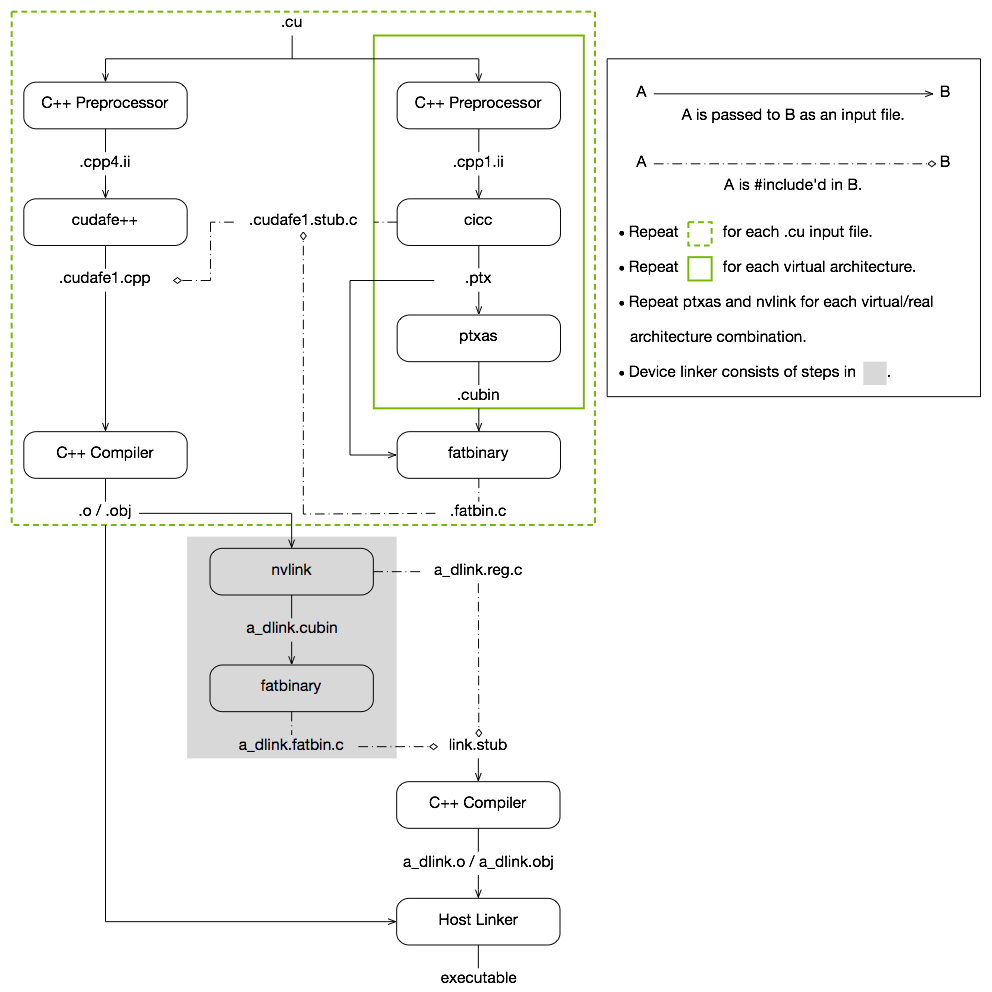 .cu
C++ Preprocessor
C++ Preprocessor
.cpp4.ii
.cpp1.ii
cudafe++
.cudafe1.stub.c
cicc
.cudafe1.cpp
.ptx
ptxas
.cubin
C++ Compiler
fatbinary
.o / .obj
.fatbin.c
nvlink
a_dlink.reg.c
a_dlink.cubin
fatbinary
a_dlink.fatbin.c
link.stub
C++ Compiler
a_dlink.o / a_dlink.obj
Host Linker
executable
A B
A is passed to B as an input file.
A B
A is #include'd in B.
• Repeat for each .cu input file.
• Repeat for each virtual architecture.
• Repeat ptxas and nvlink for each virtual/real
architecture combination.
• Device linker consists of steps in .